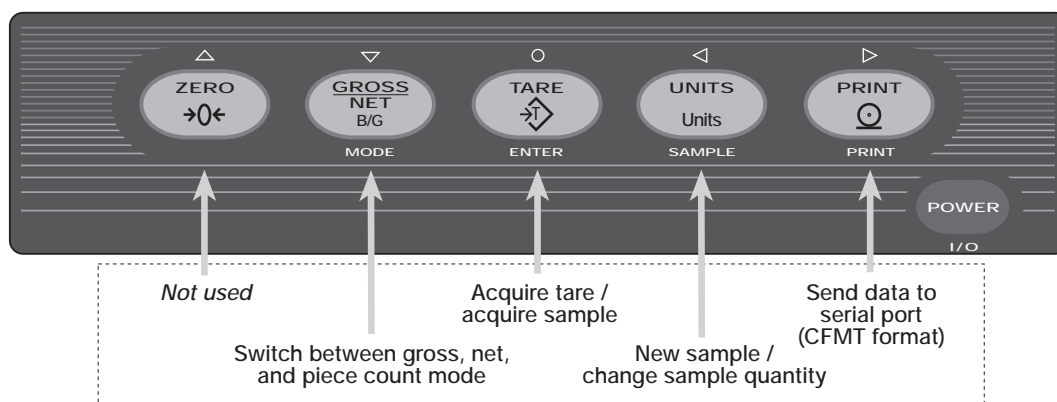 ZERO
→0←
GROSS
NET
B/G
MODE
TARE
T
ENTER
UNITS
Units
SAMPLE
PRINT
PRINT
POWER
I/O
Not used
Switch between gross, net,
and piece count mode
Acquire tare /
acquire sample
New sample /
change sample quantity
Send data to
serial port
(CFMT format)